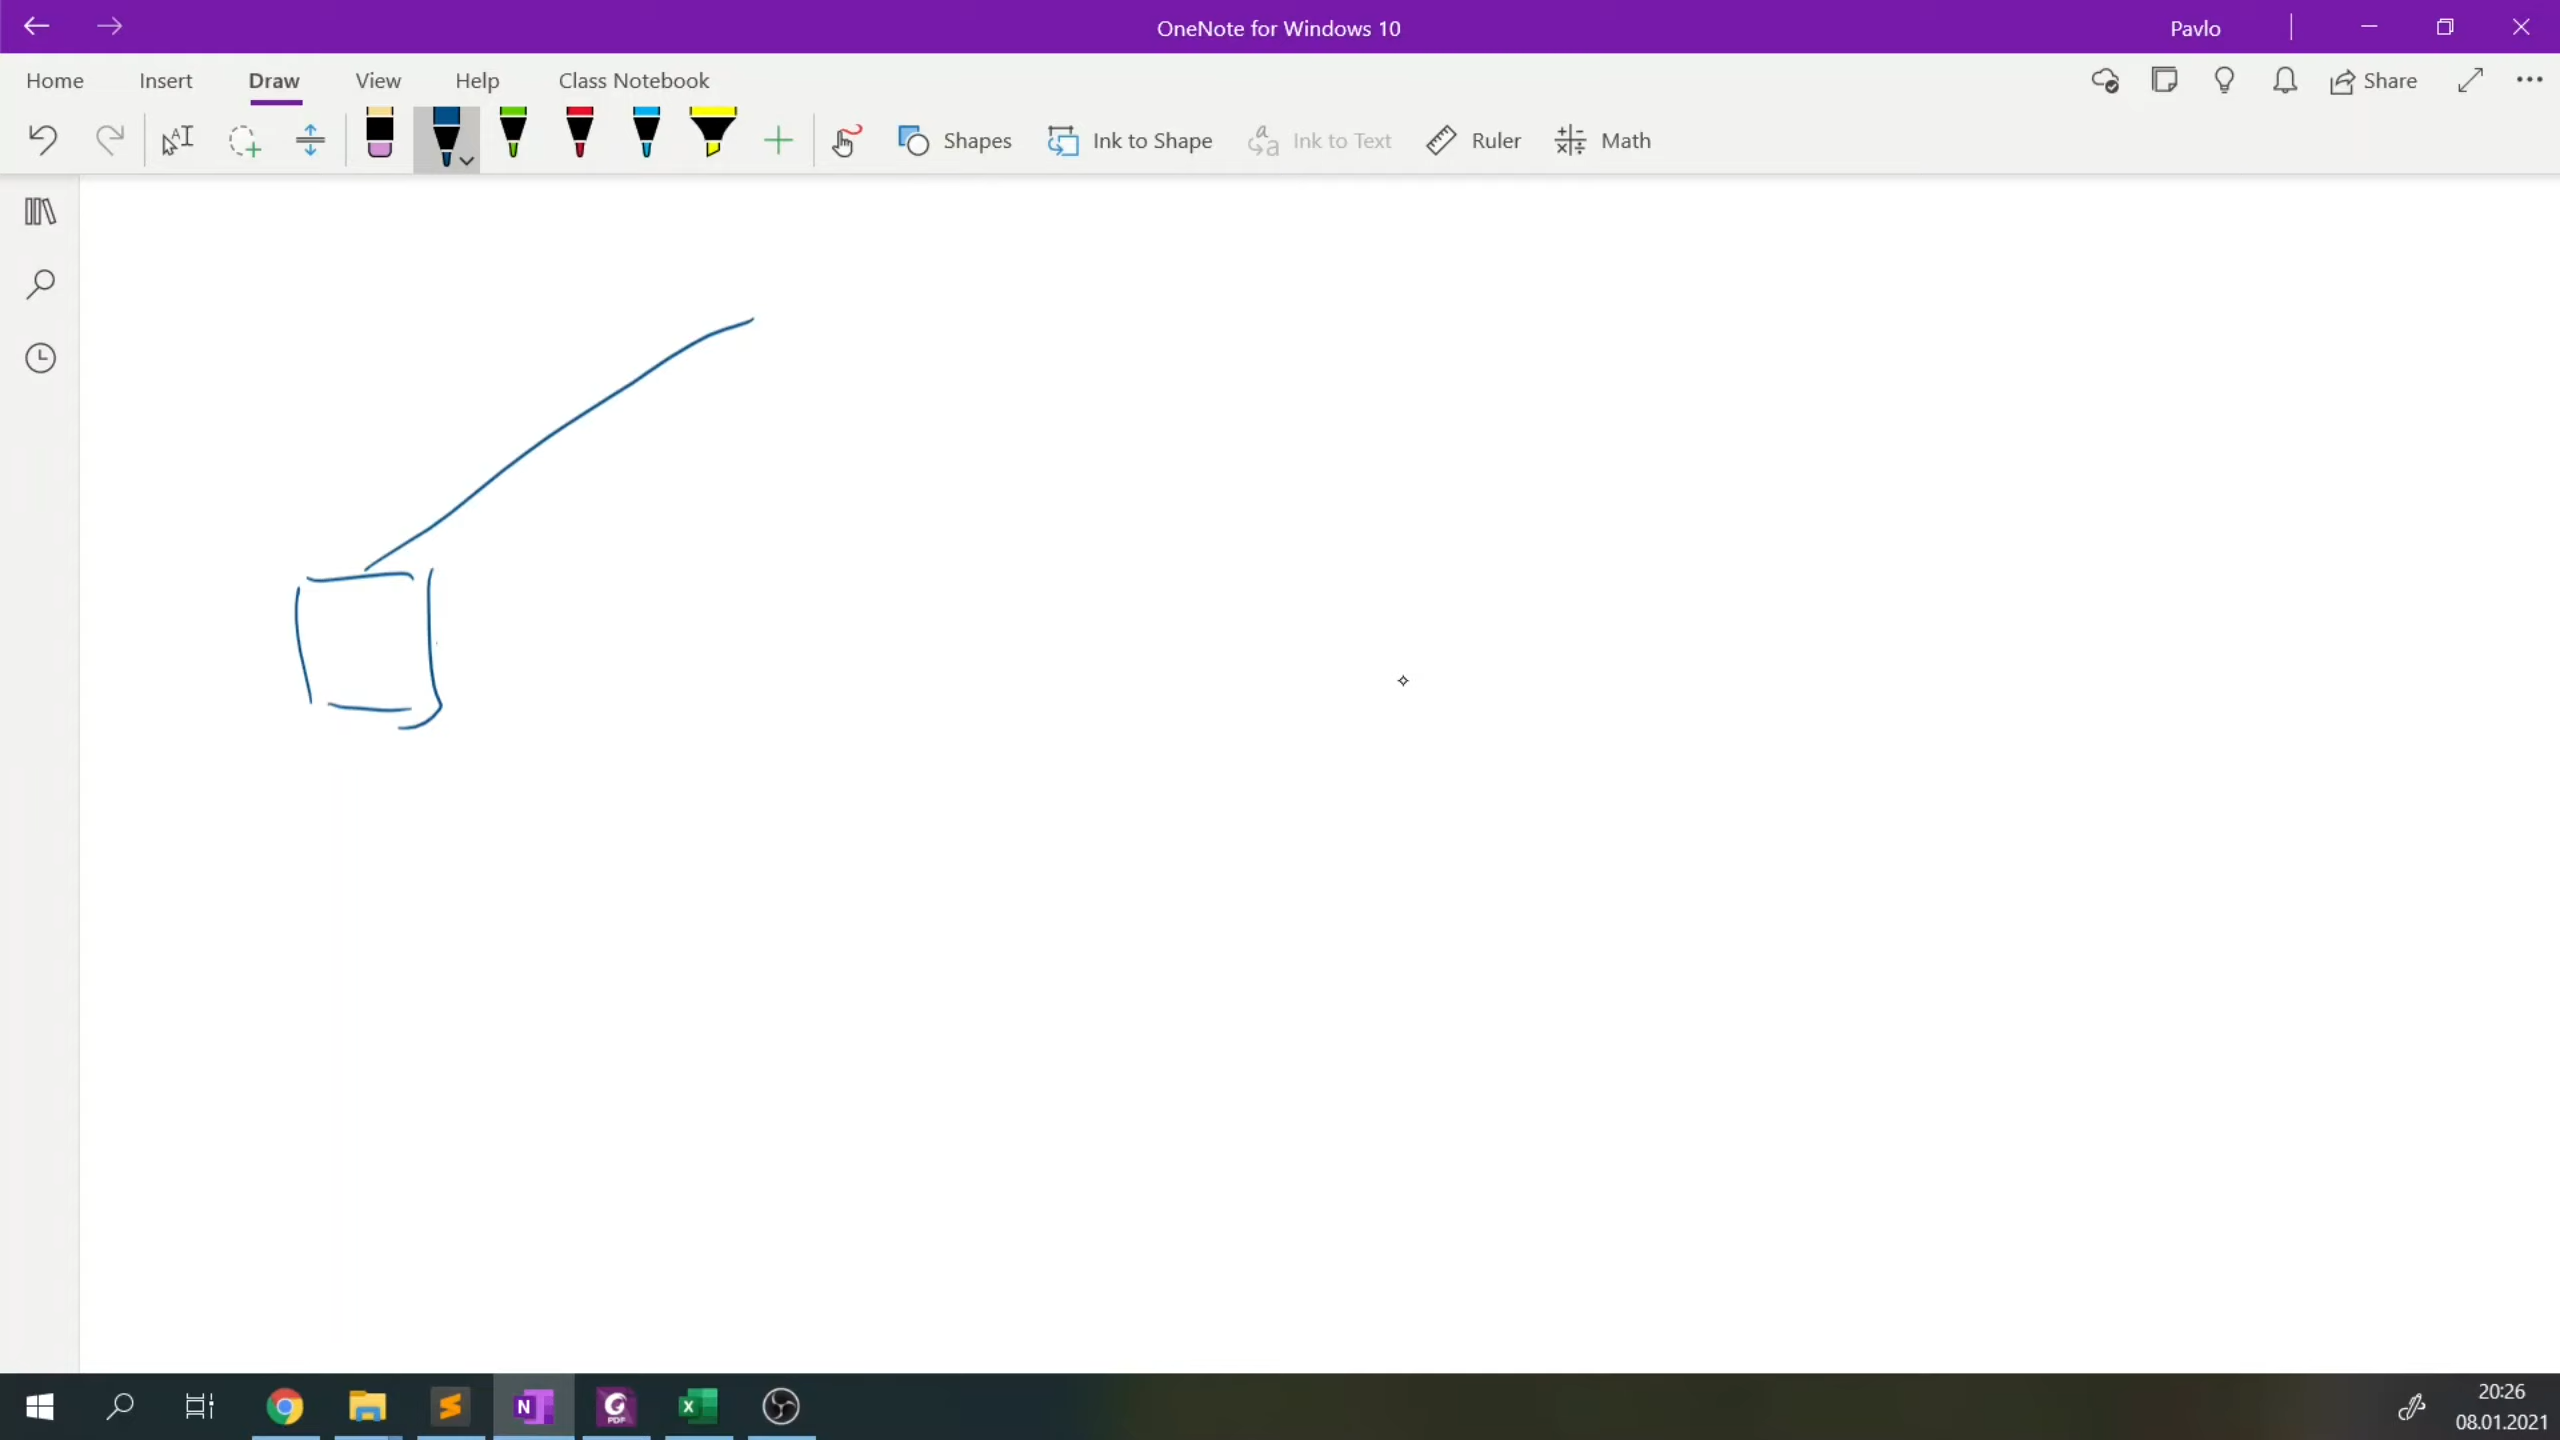 OneNote for Windows 10
Pavlo
Home Insert Draw View Help Class Notebook
Share
Shapes Ink to Shape Ink to Text Ruler Math
20:26
08.01.2021